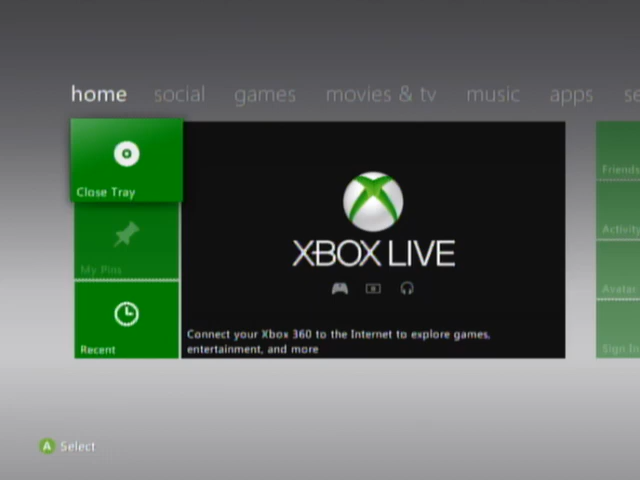 home social games movies & tv music apps se
Close Tray
My Pins
Recent
XBOX LIVE
Connect your Xbox 360 to the Internet to explore games,
entertainment, and more
Friends
Activity
Avatar
Sign In
A Select